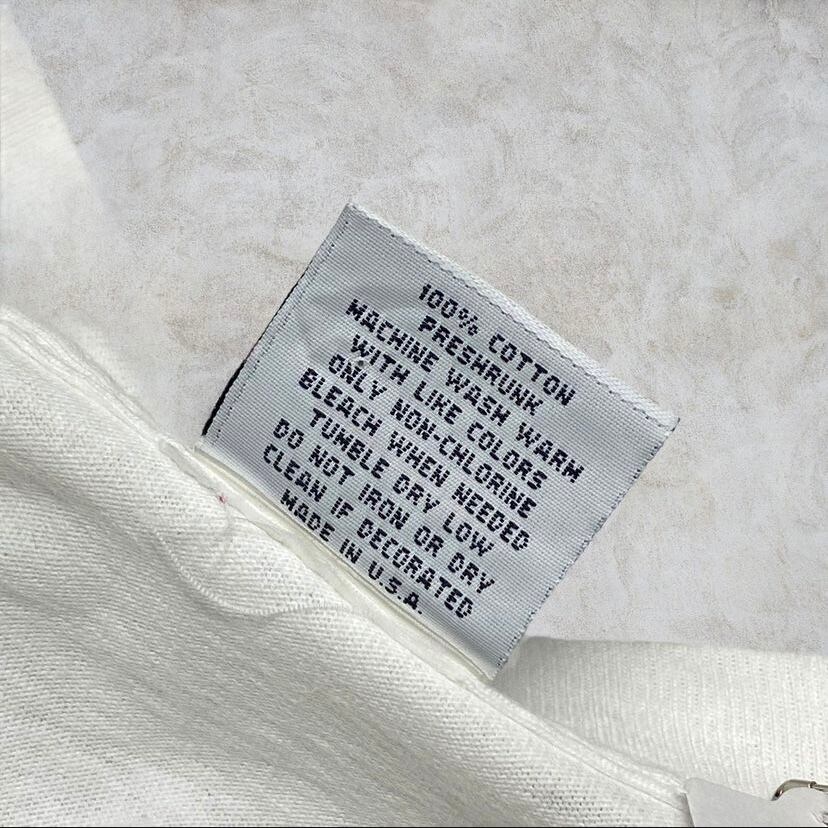 100% COTTON
PRESHRUNK
MACHINE WASH WARM
WITH LIKE COLORS
ONLY NON-CHLORINE
BLEACH WHEN NEEDED
TUMBLE DRY LOW
DO NOT IRON OR DRY
CLEAN IF DECORATED
MADE IN U.S.A.